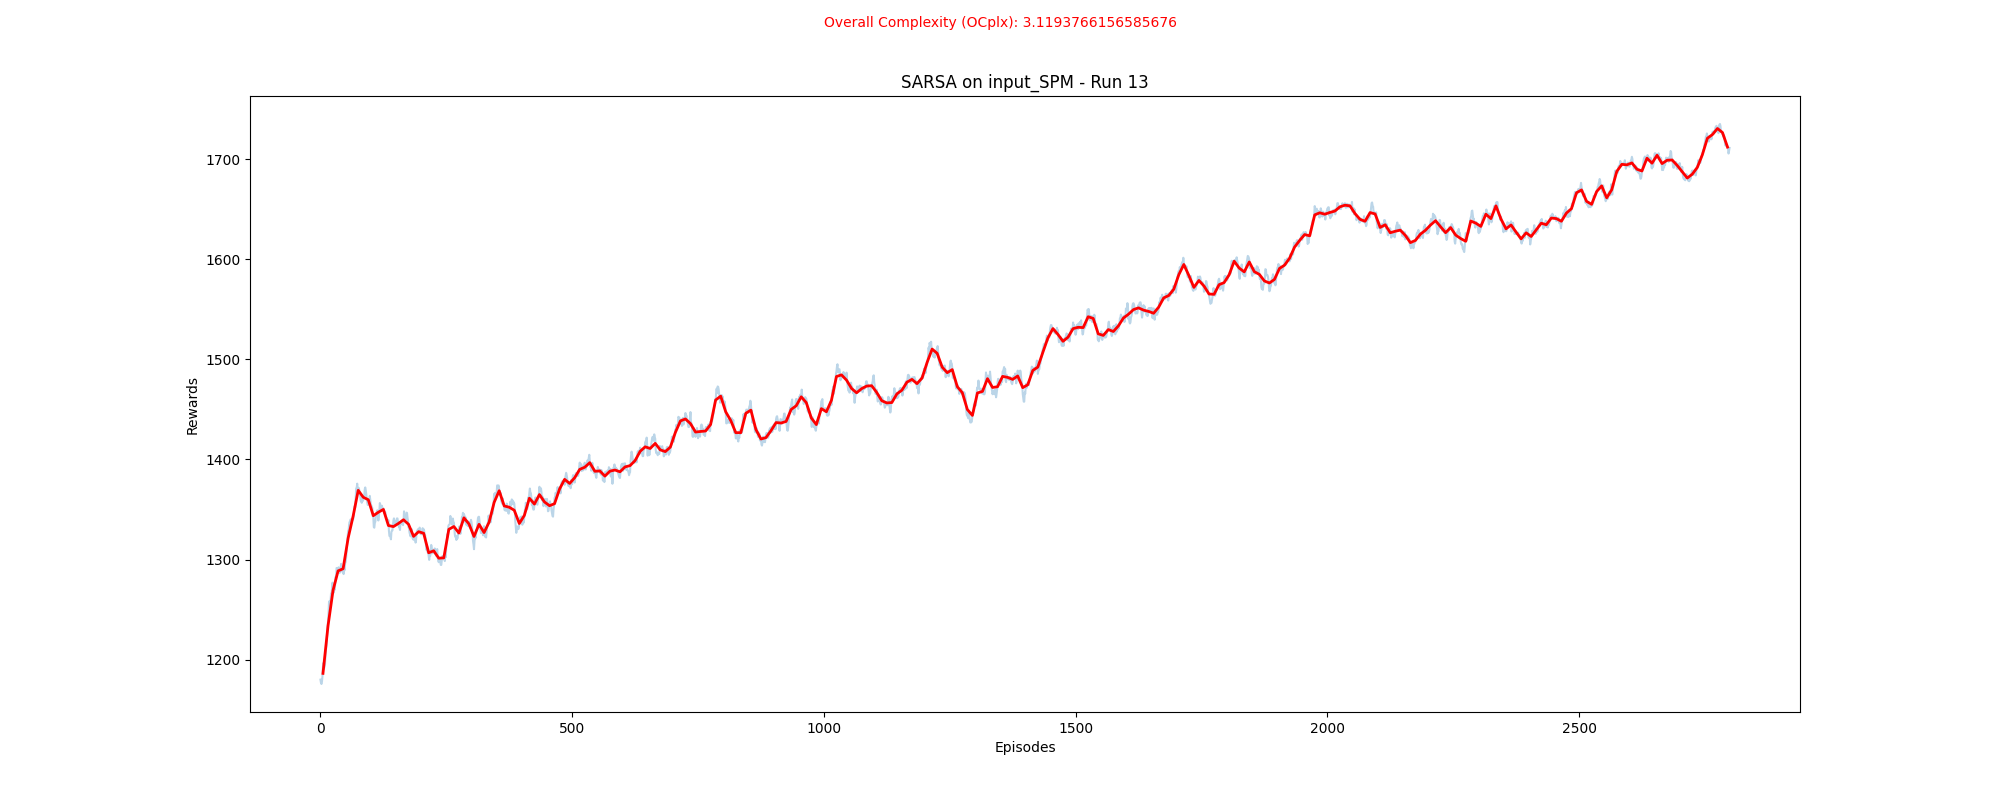 Overall Complexity (OCplx): 3.1193766156585676
SARSA on input_SPM - Run 13
Rewards
1700
1600
1500
1400
1300
1200
0 500 1000 1500 2000 2500
Episodes